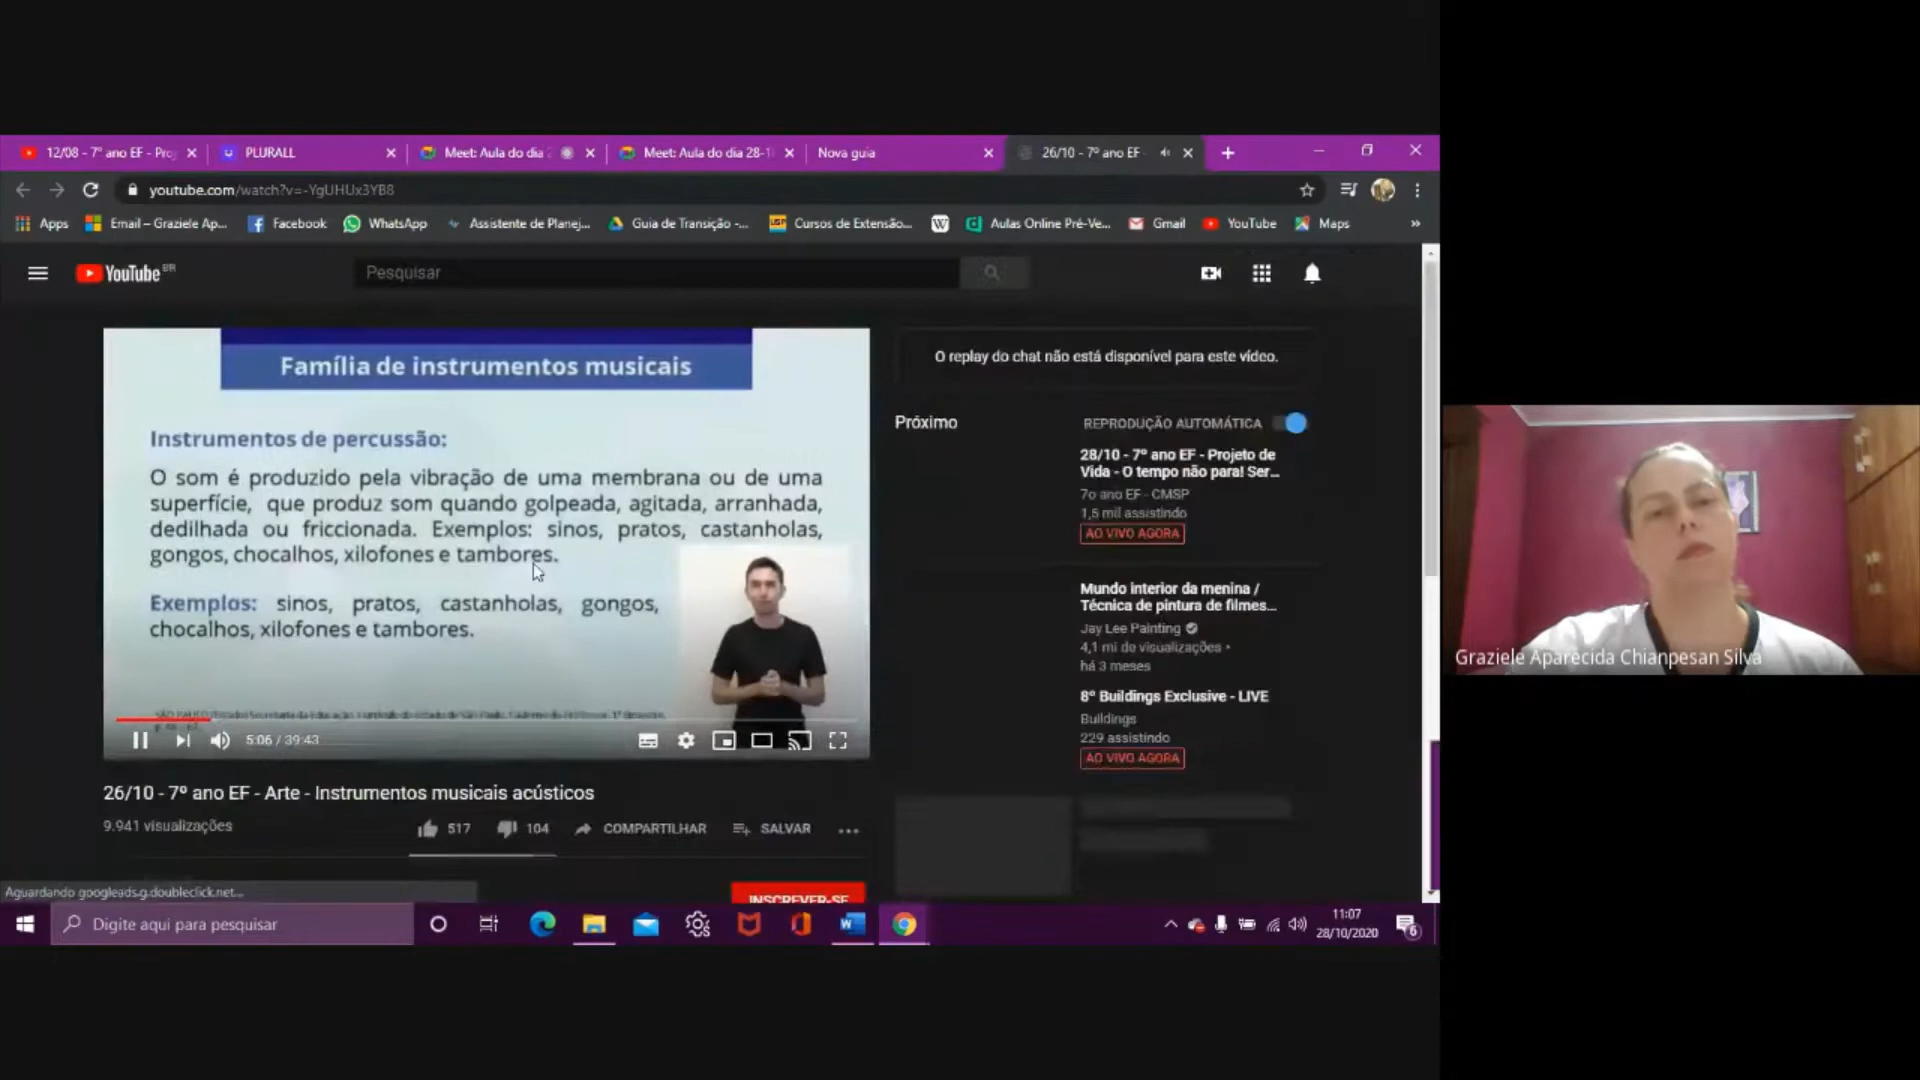 12/08 - 7º ano EF - Proj
PLURALL
Meet: Aula do dia 2
Meet: Aula do dia 28-1
Nova guia
26/10 - 7º ano EF
youtube.com/watch?v=-YgUHUx3YB8
Apps
Email – Graziele Ap...
Facebook
WhatsApp
Assistente de Planej...
Guia de Transição -...
Cursos de Extensão...
Aulas Online Pré-Ve...
Gmail
YouTube
Maps
»
YouTube BR
Pesquisar
Família de instrumentos musicais
Instrumentos de percussão:
O som é produzido pela vibração de uma membrana ou de uma
superfície, que produz som quando golpeada, agitada, arranhada,
dedilhada ou friccionada. Exemplos: sinos, pratos, castanholas,
gongos, chocalhos, xilofones e tambores.
Exemplos: sinos, pratos, castanholas, gongos,
chocalhos, xilofones e tambores.
5:06 / 39:43
26/10 - 7º ano EF - Arte - Instrumentos musicais acústicos
9.941 visualizações
517
104
COMPARTILHAR
SALVAR
INSCREVER-SE
O replay do chat não está disponível para este vídeo.
Próximo
REPRODUÇÃO AUTOMÁTICA
28/10 - 7º ano EF - Projeto de
Vida - O tempo não para! Ser...
7o ano EF - CMSP
1,5 mil assistindo
AO VIVO AGORA
Mundo interior da menina /
Técnica de pintura de filmes...
Jay Lee Painting
4,1 mi de visualizações •
há 3 meses
8º Buildings Exclusive - LIVE
Buildings
229 assistindo
AO VIVO AGORA
Aguardando googleads.g.doubleclick.net...
Digite aqui para pesquisar
11:07
28/10/2020
6
Graziele Aparecida Chianpesan Silva